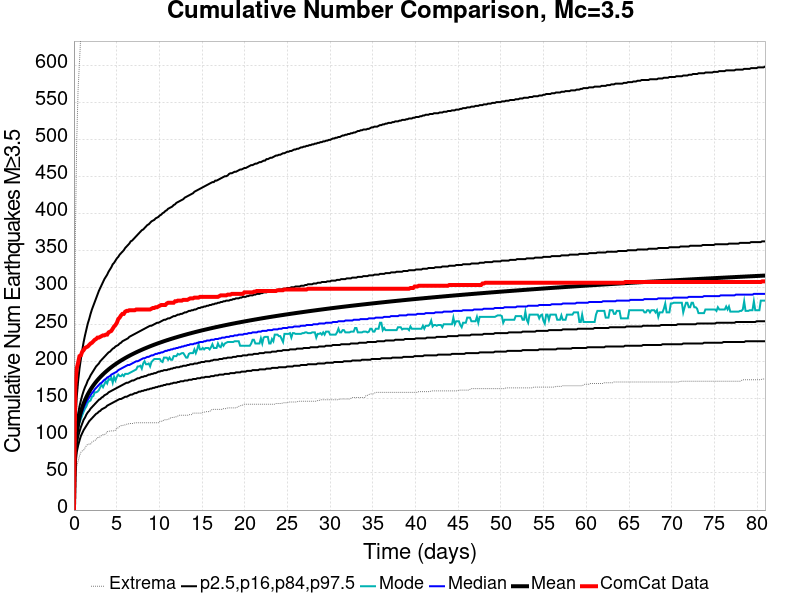 Cumulative Number Comparison, Mc=3.5
Cumulative Num Earthquakes M≥3.5
600
550
500
450
400
350
300
250
200
150
100
50
0
0 5 10 15 20 25 30 35 40 45 50 55 60 65 70 75 80
Time (days)
Extrema p2.5,p16,p84,p97.5 Mode Median Mean ComCat Data